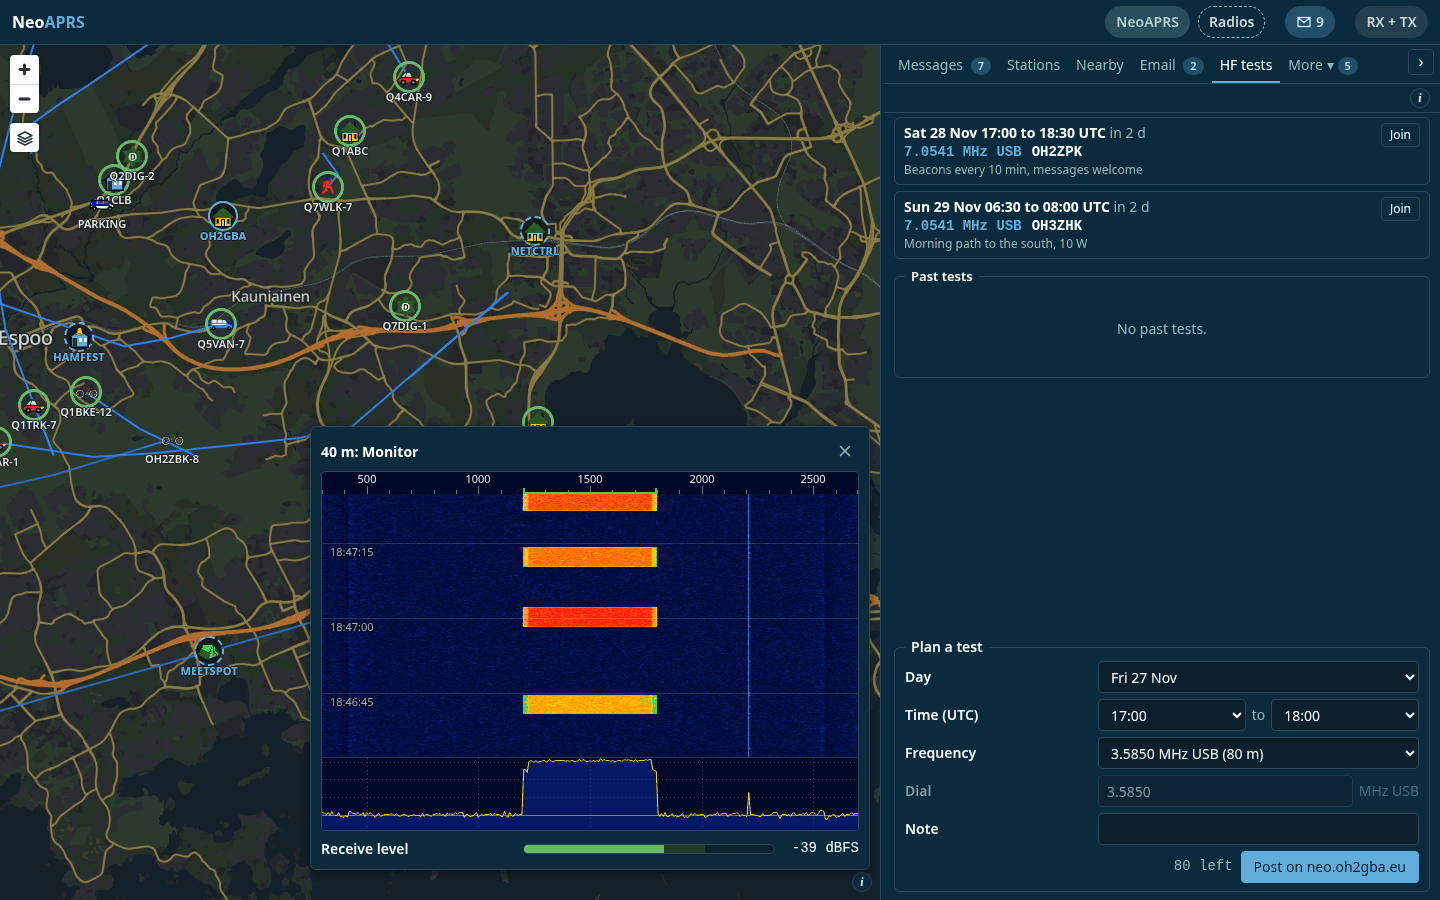 NeoAPRS
NeoAPRS
Radios
9
RX + TX
Messages 7
Stations
Nearby
Email 2
HF tests
More ▾ 5
›
i
+
−
Q4CAR-9
Q1ABC
Q2DIG-2
Q1CLB
PARKING
Q7WLK-7
OH2GBA
NETCTRL
Kauniainen
Q7DIG-1
Q5VAN-7
Espoo
HAMFEST
Q1BKE-12
Q1TRK-7
AR-1
OH2ZBK-8
MEETSPOT
Sat 28 Nov 17:00 to 18:30 UTC in 2 d
Join
7.0541 MHz USB OH2ZPK
Beacons every 10 min, messages welcome
Sun 29 Nov 06:30 to 08:00 UTC in 2 d
Join
7.0541 MHz USB OH3ZHK
Morning path to the south, 10 W
Past tests
No past tests.
40 m: Monitor
500 1000 1500 2000 2500
18:47:15
18:47:00
18:46:45
Receive level
-39 dBFS
i
Plan a test
Day
Fri 27 Nov
Time (UTC)
17:00 to 18:00
Frequency
3.5850 MHz USB (80 m)
Dial
3.5850 MHz USB
Note
80 left
Post on neo.oh2gba.eu